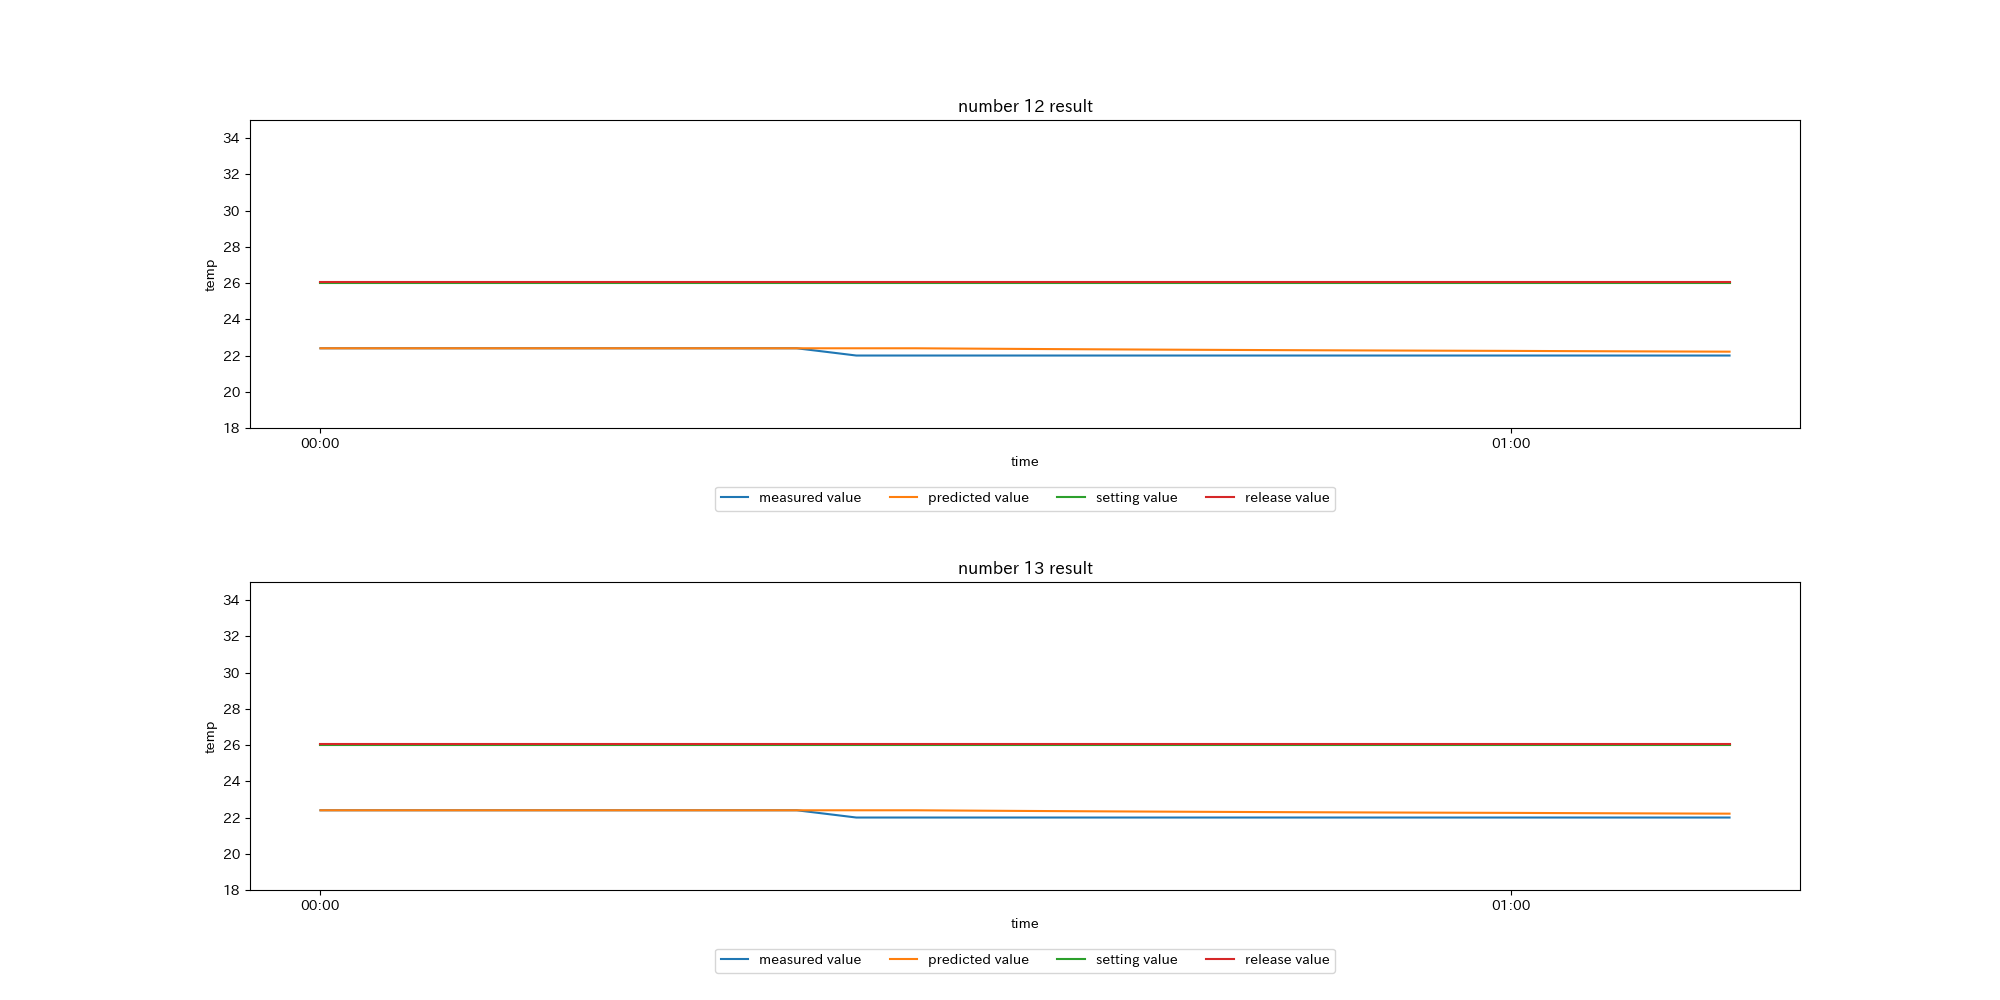 number 12 result
34
32
30
28
26
24
22
20
18
temp
00:00 01:00
time
measured value predicted value setting value release value
number 13 result
34
32
30
28
26
24
22
20
18
temp
00:00 01:00
time
measured value predicted value setting value release value